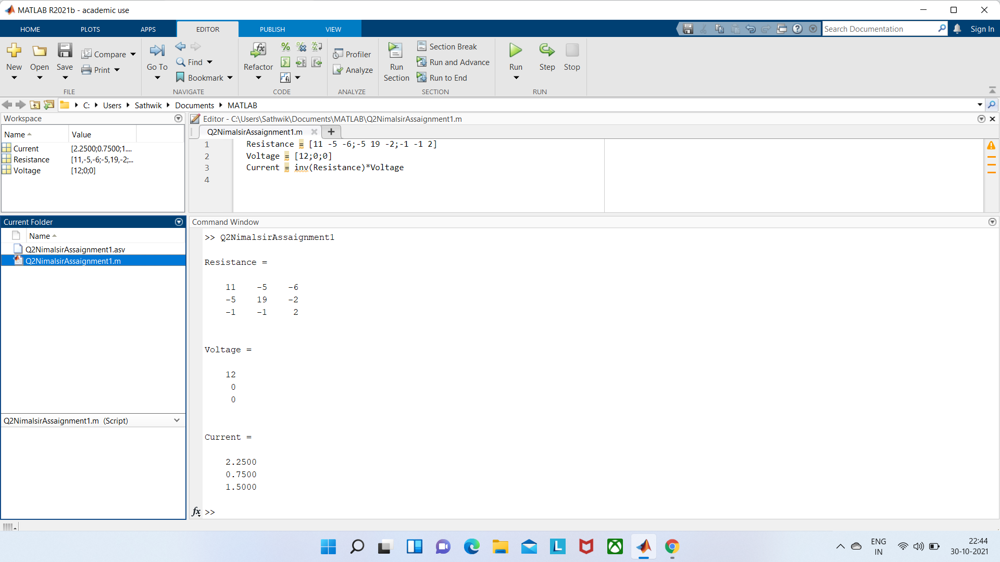 MATLAB R2021b - academic use
HOME PLOTS APPS EDITOR PUBLISH VIEW Search Documentation Sign In
New Open Save Compare Print Go To Find Bookmark Refactor Profiler Analyze Run Section Section Break Run and Advance Run to End Run Step Stop
FILE NAVIGATE CODE ANALYZE SECTION RUN
C: Users Sathwik Documents MATLAB
Workspace
Name Value
Current [2.2500;0.7500;1....
Resistance [11,-5,-6;-5,19,-2;...
Voltage [12;0;0]
Editor - C:\Users\Sathwik\Documents\MATLAB\Q2NimalsirAssaignment1.m
Q2NimalsirAssaignment1.m
1 Resistance = [11 -5 -6;-5 19 -2;-1 -1 2]
2 Voltage = [12;0;0]
3 Current = inv(Resistance)*Voltage
4
Current Folder
Name
Q2NimalsirAssaignment1.asv
Q2NimalsirAssaignment1.m
Q2NimalsirAssaignment1.m (Script)
Command Window
>> Q2NimalsirAssaignment1
Resistance =
11 -5 -6
-5 19 -2
-1 -1 2
Voltage =
12
0
0
Current =
2.2500
0.7500
1.5000
fx >>
ENG
IN
22:44
30-10-2021